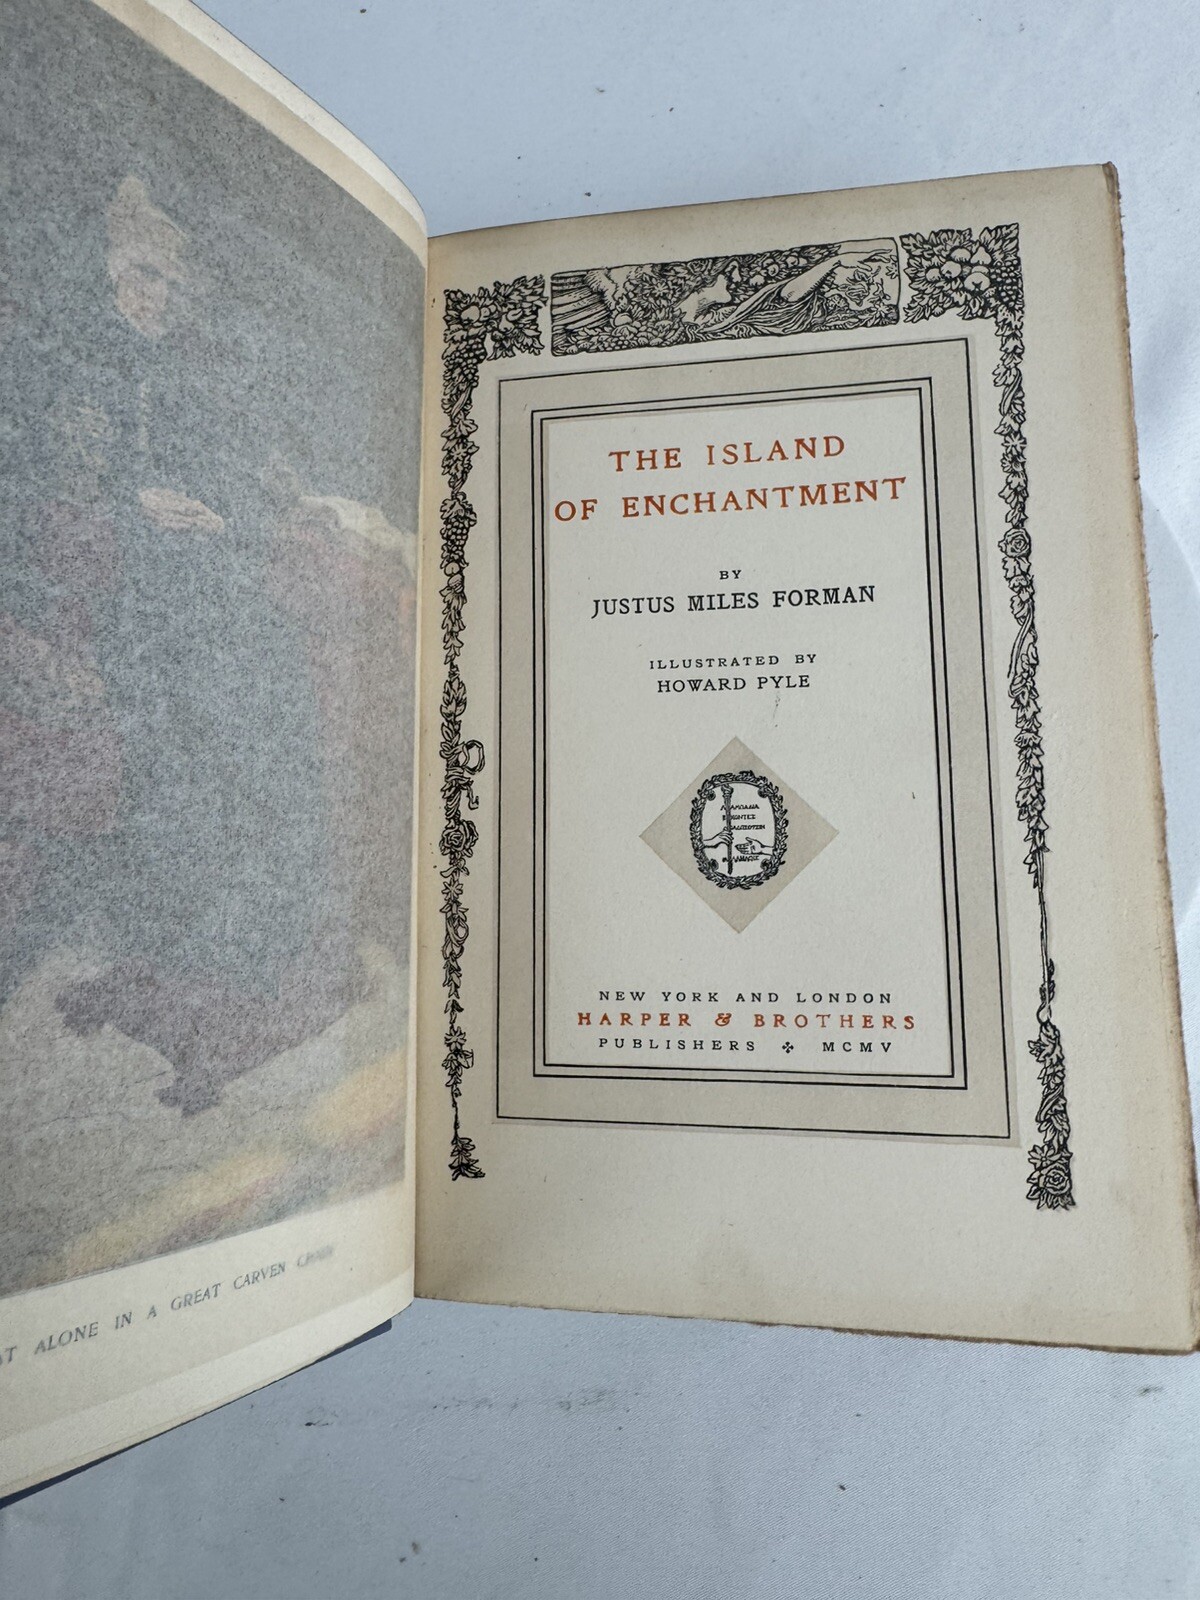 THE ISLAND
OF ENCHANTMENT
BY
JUSTUS MILES FORMAN
ILLUSTRATED BY
HOWARD PYLE
NEW YORK AND LONDON
HARPER & BROTHERS
PUBLISHERS ✣ MCMV
ALONE IN A GREAT CARVEN